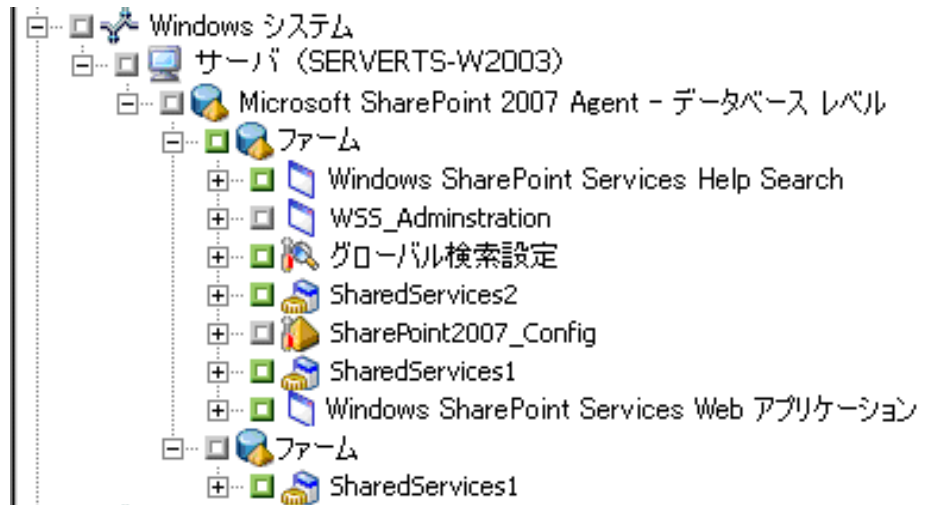 Windows システム
サーバ（SERVERTS-W2003）
Microsoft SharePoint 2007 Agent - データベース レベル
ファーム
Windows SharePoint Services Help Search
WSS_Adminstration
グローバル検索設定
SharedServices2
SharePoint2007_Config
SharedServices1
Windows SharePoint Services Web アプリケーション
ファーム
SharedServices1